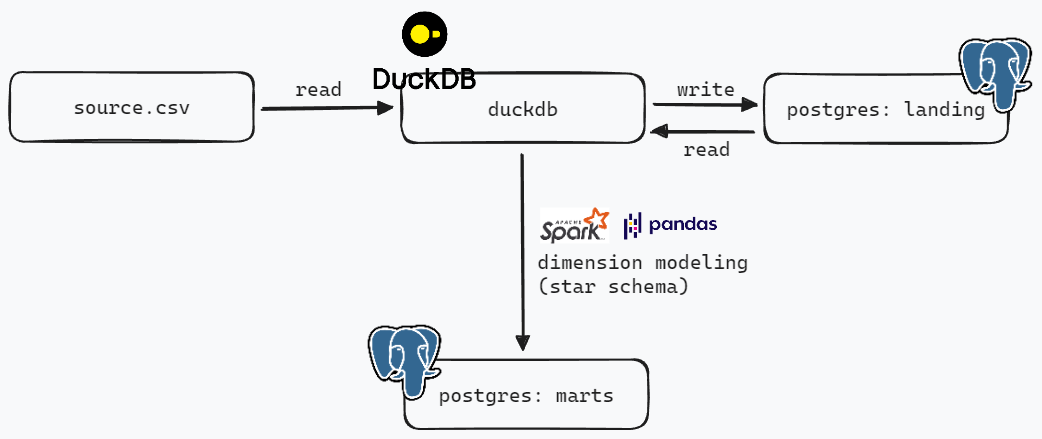 DuckDB
source.csv
read
duckdb
write
postgres: landing
read
APACHE
Spark
pandas
dimension modeling
(star schema)
postgres: marts